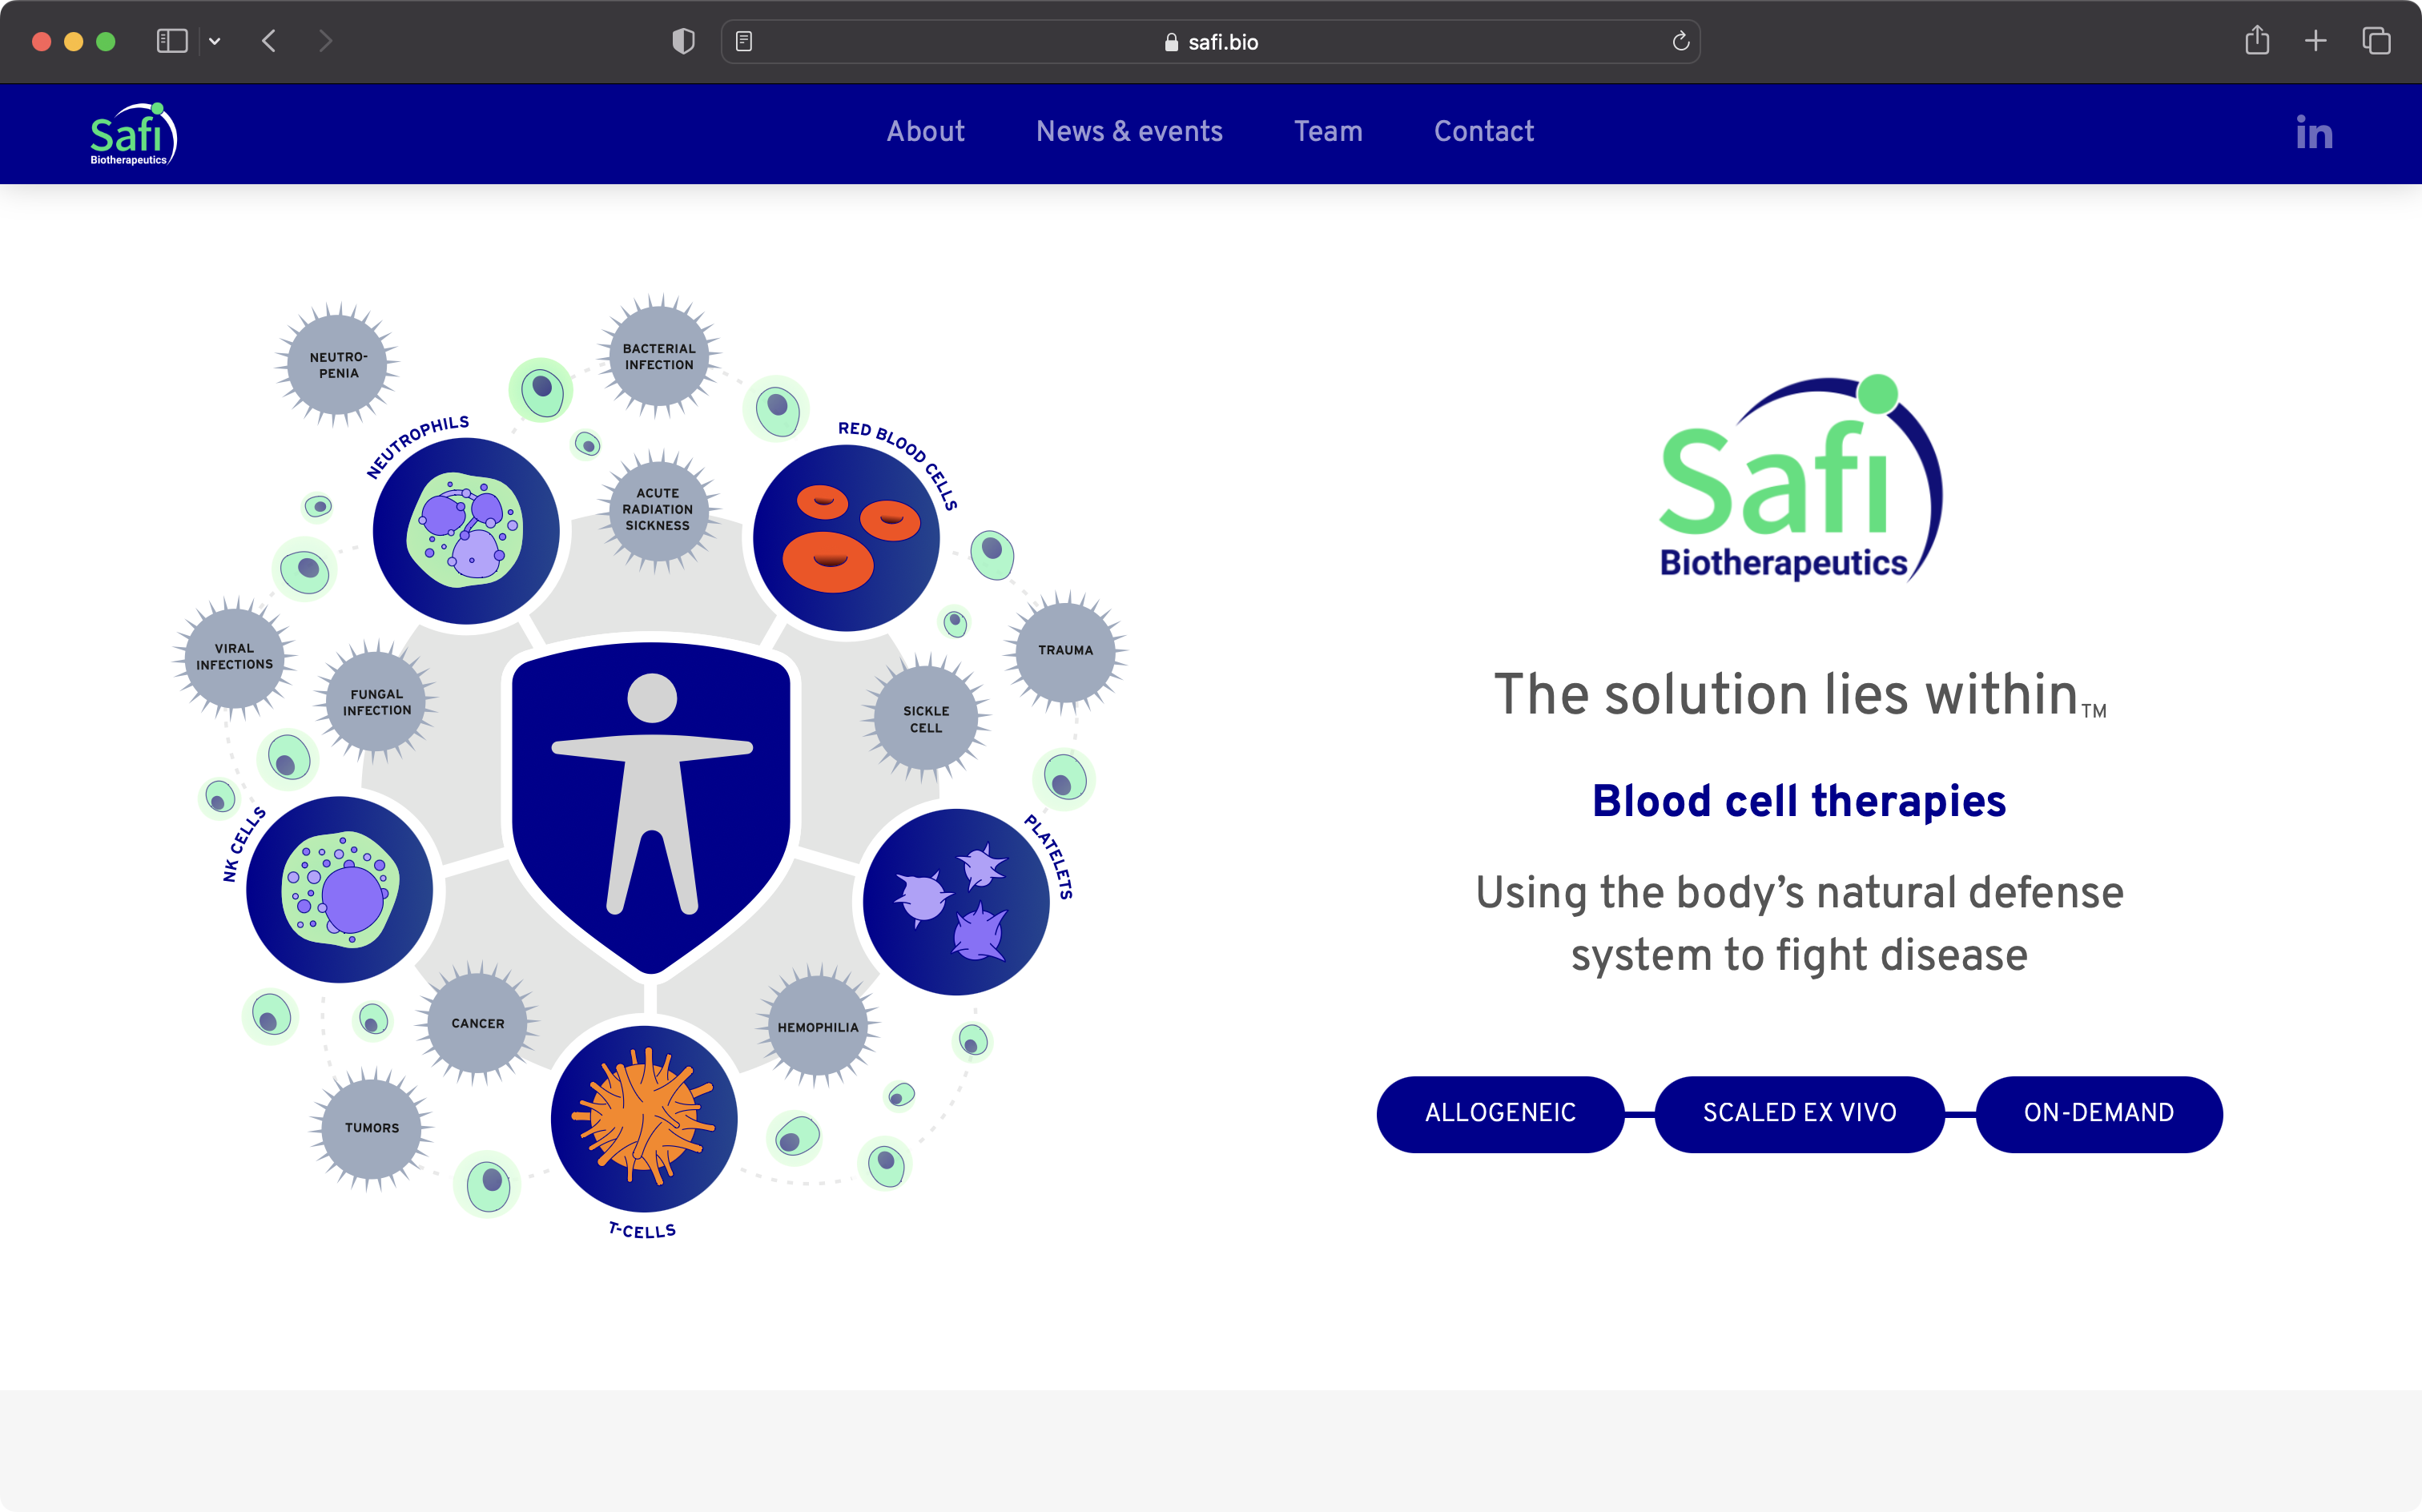 safi.bio
Safi
Biotherapeutics
About
News & events
Team
Contact
in
NEUTRO-
PENIA
BACTERIAL
INFECTION
NEUTROPHILS
RED BLOOD CELLS
ACUTE
RADIATION
SICKNESS
VIRAL
INFECTIONS
FUNGAL
INFECTION
TRAUMA
SICKLE
CELL
NK CELLS
PLATELETS
CANCER
HEMOPHILIA
TUMORS
T-CELLS
Safi
Biotherapeutics
The solution lies within™
Blood cell therapies
Using the body’s natural defense
system to fight disease
ALLOGENEIC
SCALED EX VIVO
ON-DEMAND